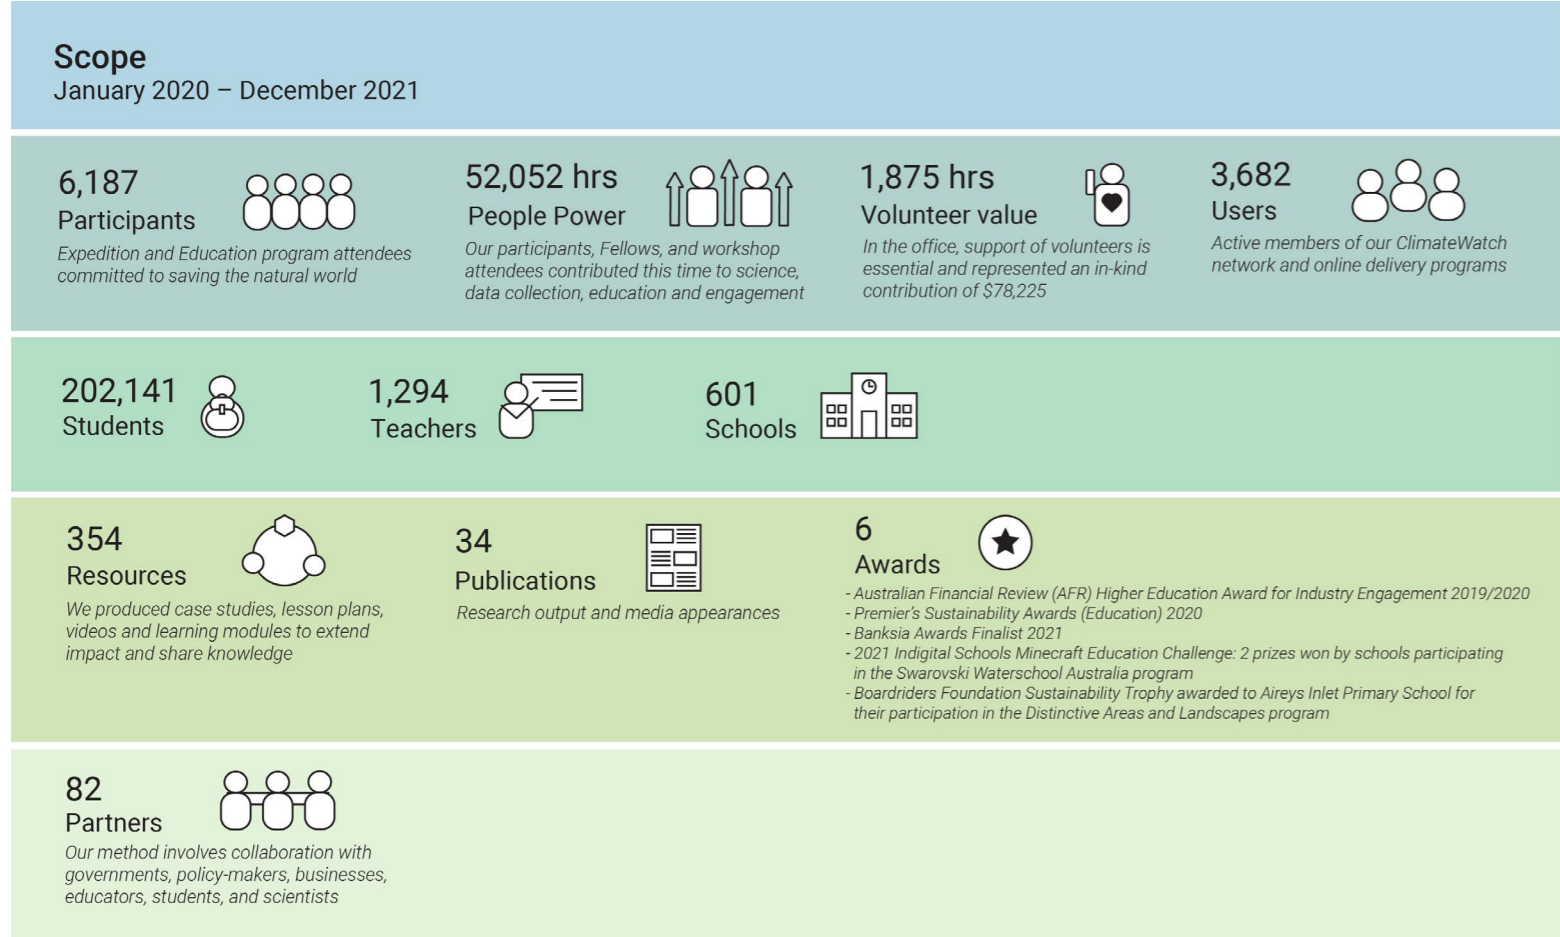 Scope
January 2020 – December 2021
6,187
Participants
Expedition and Education program attendees
committed to saving the natural world
52,052 hrs
People Power
Our participants, Fellows, and workshop
attendees contributed this time to science,
data collection, education and engagement
1,875 hrs
Volunteer value
In the office, support of volunteers is
essential and represented an in-kind
contribution of $78,225
3,682
Users
Active members of our ClimateWatch
network and online delivery programs
202,141
Students
1,294
Teachers
601
Schools
354
Resources
We produced case studies, lesson plans,
videos and learning modules to extend
impact and share knowledge
34
Publications
Research output and media appearances
6
Awards
- Australian Financial Review (AFR) Higher Education Award for Industry Engagement 2019/2020
- Premier's Sustainability Awards (Education) 2020
- Banksia Awards Finalist 2021
- 2021 Indigital Schools Minecraft Education Challenge: 2 prizes won by schools participating
in the Swarovski Waterschool Australia program
- Boardriders Foundation Sustainability Trophy awarded to Aireys Inlet Primary School for
their participation in the Distinctive Areas and Landscapes program
82
Partners
Our method involves collaboration with
governments, policy-makers, businesses,
educators, students, and scientists